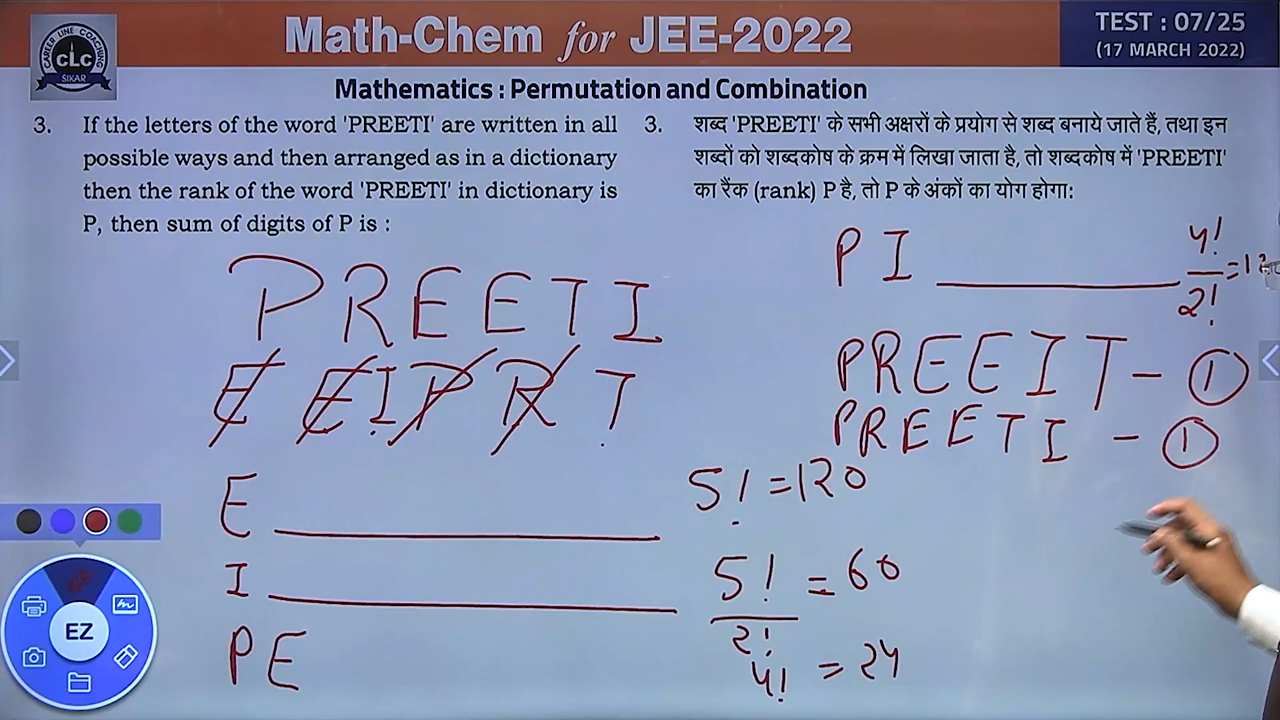 CAREER LINE COACHING
CLC
SIKAR
Math-Chem for JEE-2022
TEST : 07/25
(17 MARCH 2022)
Mathematics : Permutation and Combination
3. If the letters of the word 'PREETI' are written in all
possible ways and then arranged as in a dictionary
then the rank of the word 'PREETI' in dictionary is
P, then sum of digits of P is :
3. शब्द 'PREETI' के सभी अक्षरों के प्रयोग से शब्द बनाये जाते हैं, तथा इन
शब्दों को शब्दकोष के क्रम में लिखा जाता है, तो शब्दकोष में 'PREETI'
का रैंक (rank) P है, तो P के अंकों का योग होगा:
PREETI
E E I P R T
E
5! = 120
I
5!/2! = 60
PE
4! = 24
PI
4!/2! = 12
PREEIT - 1
PREETI - 1
EZ